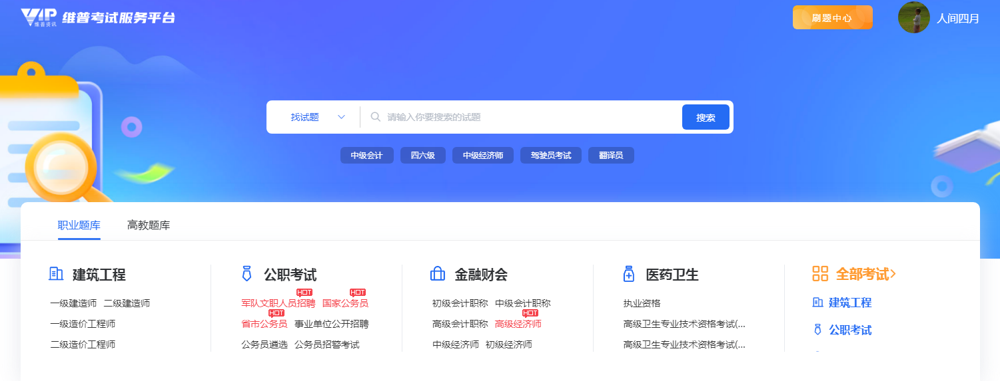 VIP 维普资讯 维普考试服务平台
刷题中心
人间四月
找试题
请输入你要搜索的试题
搜索
中级会计 四六级 中级经济师 驾驶员考试 翻译员
职业题库 高教题库
建筑工程
一级建造师 二级建造师
一级造价工程师
二级造价工程师
公职考试
HOT HOT
军队文职人员招聘 国家公务员
HOT
省市公务员 事业单位公开招聘
公务员遴选 公务员招警考试
金融财会
初级会计职称 中级会计职称
HOT
高级会计职称 高级经济师
中级经济师 初级经济师
医药卫生
执业资格
高级卫生专业技术资格考试(...
高级卫生专业技术资格考试(...
全部考试
建筑工程
公职考试